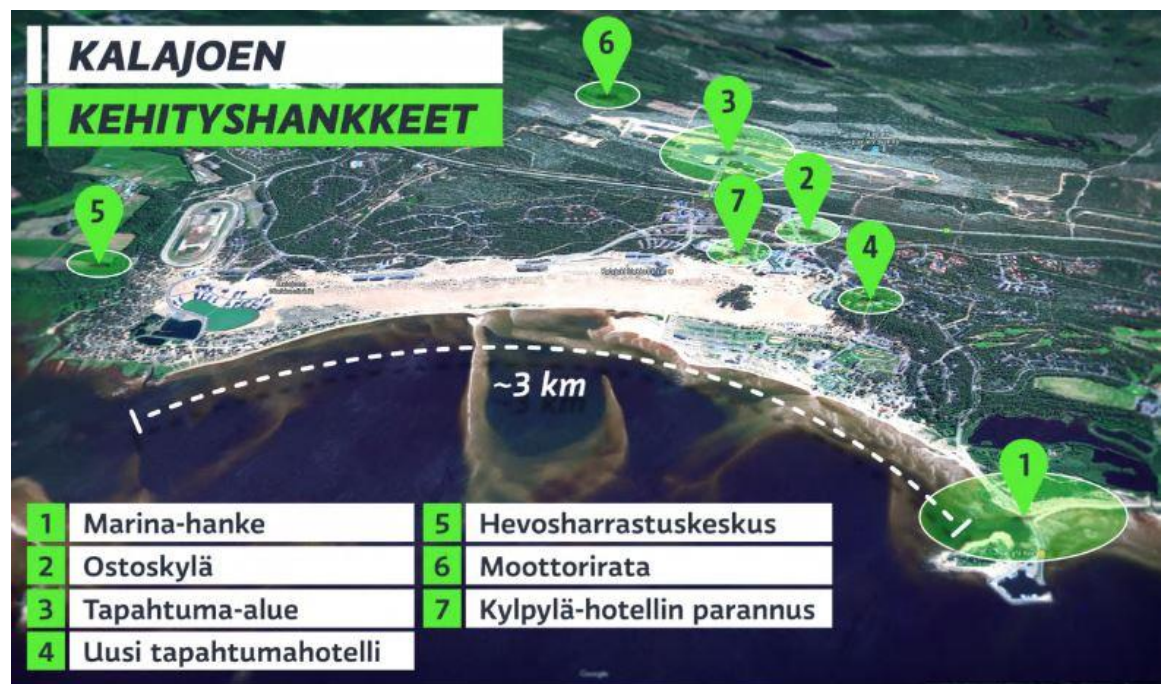 KALAJOEN
KEHITYSHANKKEET
6
3
2
5
7
4
~3 km
1
1 Marina-hanke
2 Ostoskylä
3 Tapahtuma-alue
4 Uusi tapahtumahotelli
5 Hevosharrastuskeskus
6 Moottorirata
7 Kylpylä-hotellin parannus
Google